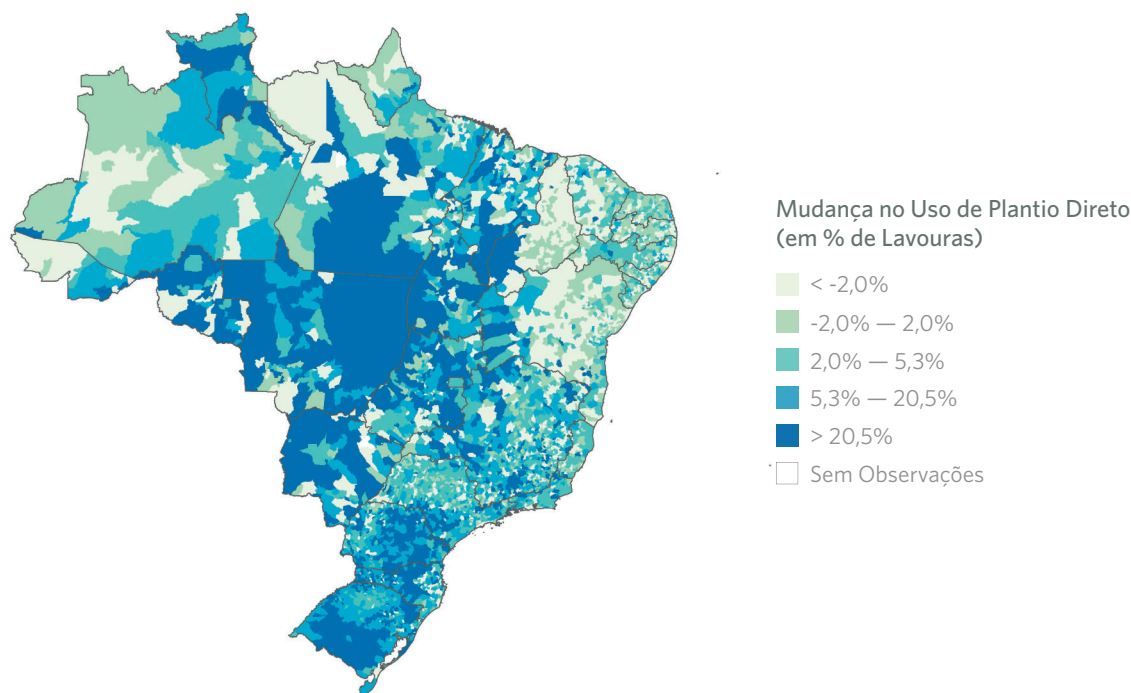 Mudança no Uso de Plantio Direto
(em % de Lavouras)
< -2,0%
-2,0% — 2,0%
2,0% — 5,3%
5,3% — 20,5%
> 20,5%
Sem Observações